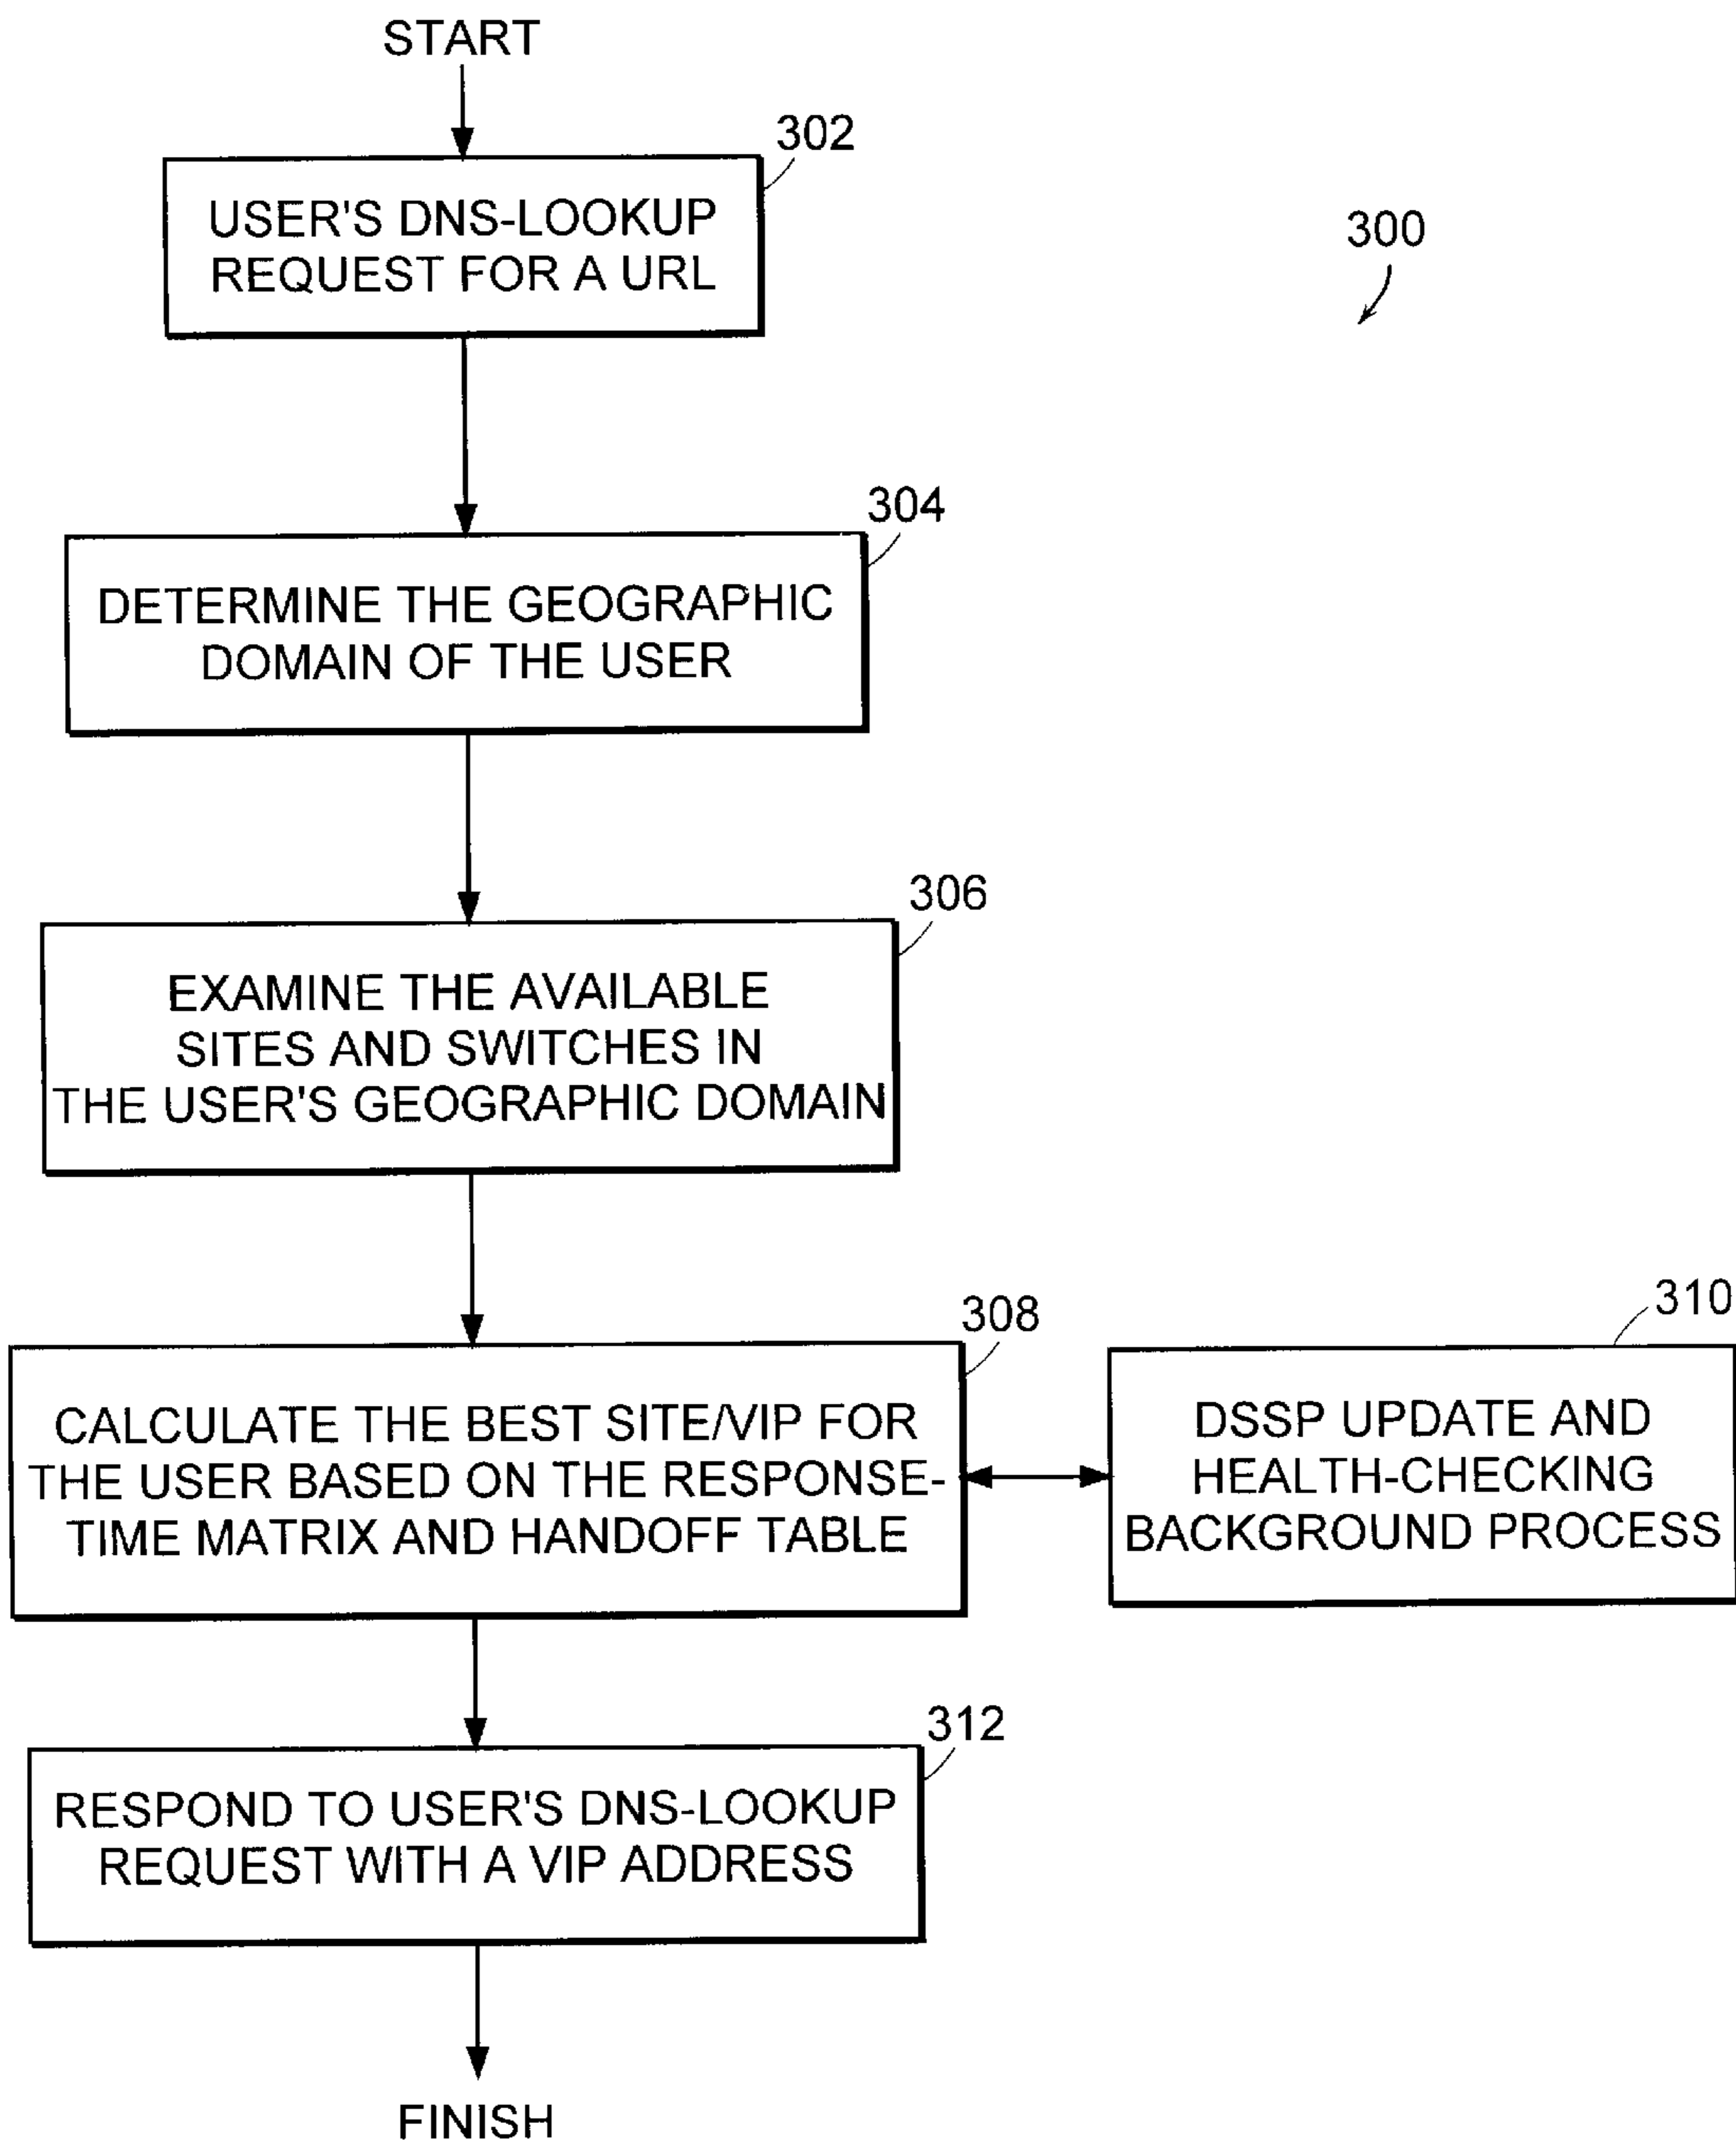 START
302
USER'S DNS-LOOKUP
REQUEST FOR A URL
300
304
DETERMINE THE GEOGRAPHIC
DOMAIN OF THE USER
306
EXAMINE THE AVAILABLE
SITES AND SWITCHES IN
THE USER'S GEOGRAPHIC DOMAIN
308
CALCULATE THE BEST SITE/VIP FOR
THE USER BASED ON THE RESPONSE-
TIME MATRIX AND HANDOFF TABLE
310
DSSP UPDATE AND
HEALTH-CHECKING
BACKGROUND PROCESS
312
RESPOND TO USER'S DNS-LOOKUP
REQUEST WITH A VIP ADDRESS
FINISH